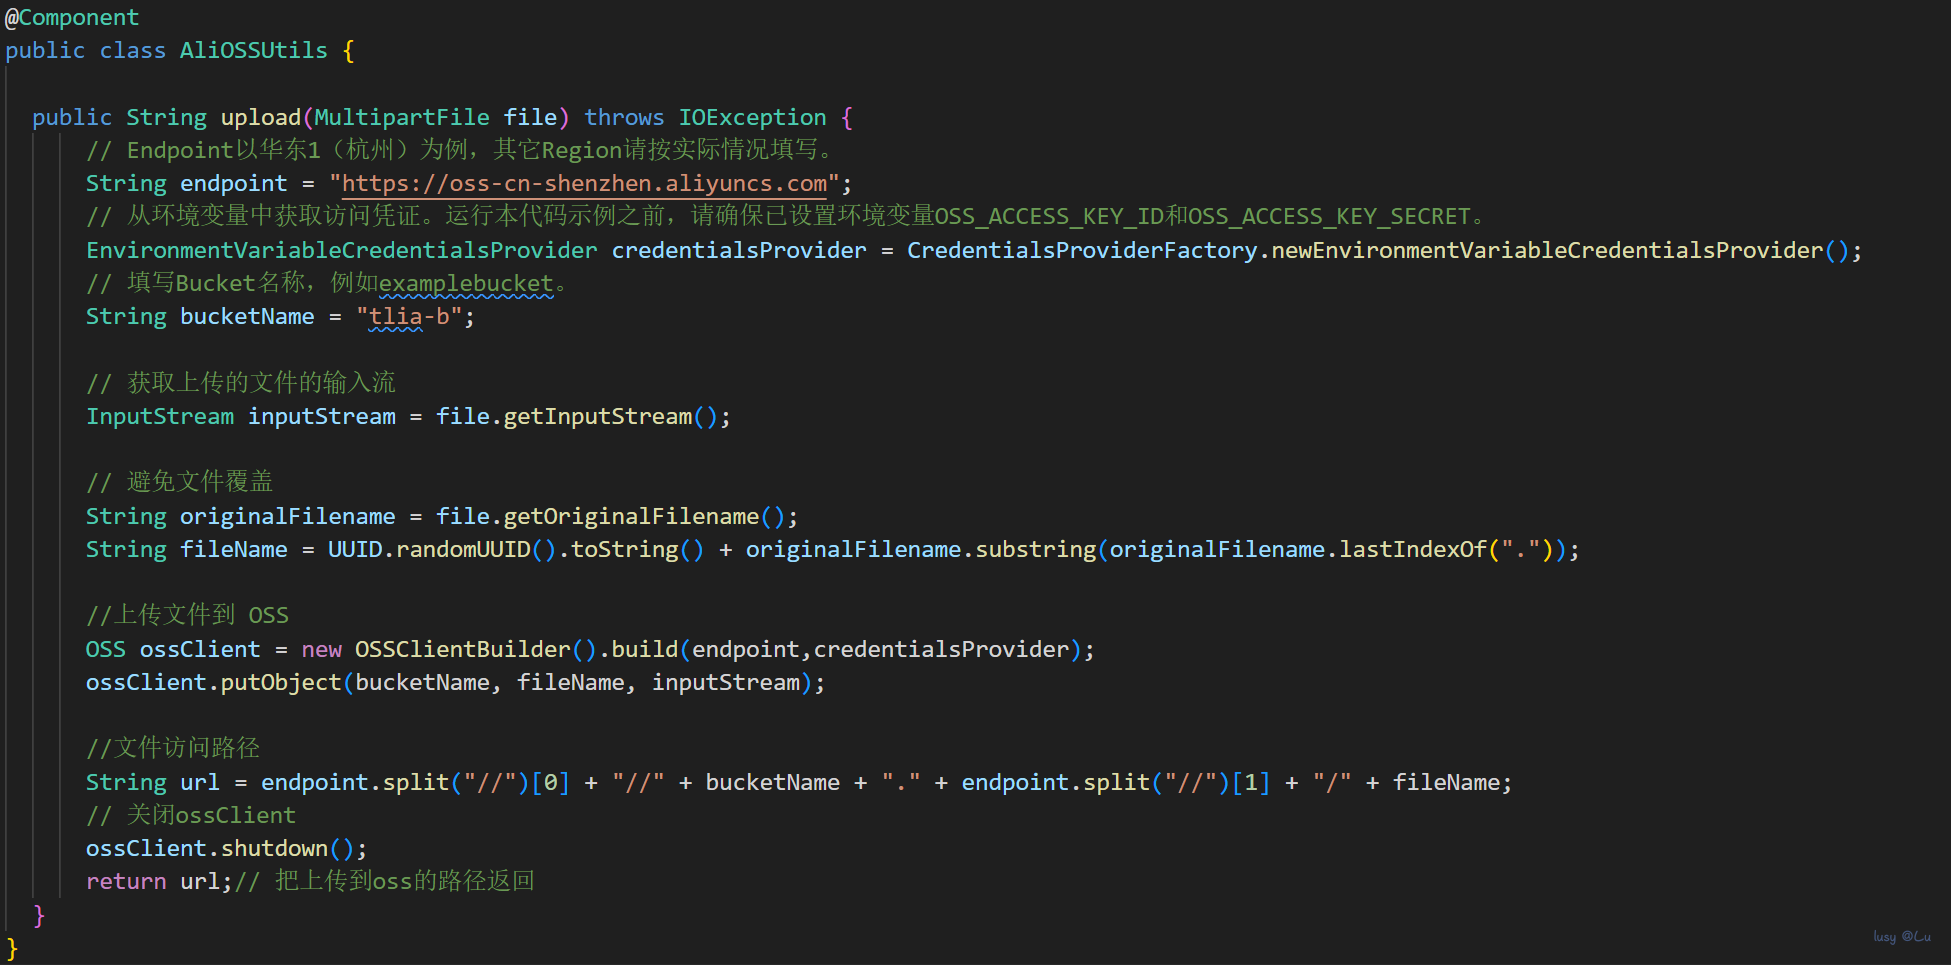 @Component
public class AliOSSUtils {
public String upload(MultipartFile file) throws IOException {
// Endpoint以华东1（杭州）为例，其它Region请按实际情况填写。
String endpoint = "https://oss-cn-shenzhen.aliyuncs.com";
// 从环境变量中获取访问凭证。运行本代码示例之前，请确保已设置环境变量OSS_ACCESS_KEY_ID和OSS_ACCESS_KEY_SECRET。
EnvironmentVariableCredentialsProvider credentialsProvider = CredentialsProviderFactory.newEnvironmentVariableCredentialsProvider();
// 填写Bucket名称，例如examplebucket。
String bucketName = "tlia-b";
// 获取上传的文件的输入流
InputStream inputStream = file.getInputStream();
// 避免文件覆盖
String originalFilename = file.getOriginalFilename();
String fileName = UUID.randomUUID().toString() + originalFilename.substring(originalFilename.lastIndexOf("."));
//上传文件到 OSS
OSS ossClient = new OSSClientBuilder().build(endpoint,credentialsProvider);
ossClient.putObject(bucketName, fileName, inputStream);
//文件访问路径
String url = endpoint.split("//")[0] + "//" + bucketName + "." + endpoint.split("//")[1] + "/" + fileName;
// 关闭ossClient
ossClient.shutdown();
return url;// 把上传到oss的路径返回
}
}
lusy @Lu